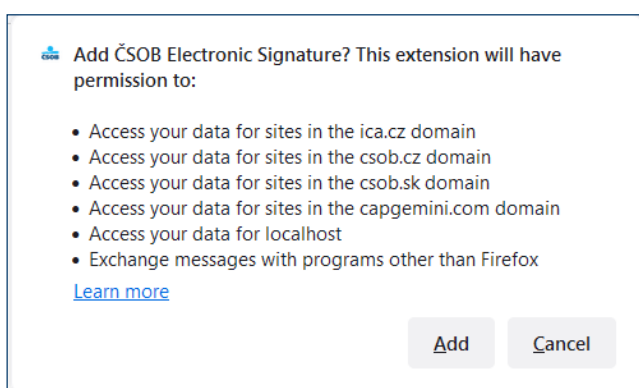 ČSOB
Add ČSOB Electronic Signature? This extension will have
permission to:
• Access your data for sites in the ica.cz domain
• Access your data for sites in the csob.cz domain
• Access your data for sites in the csob.sk domain
• Access your data for sites in the capgemini.com domain
• Access your data for localhost
• Exchange messages with programs other than Firefox
Learn more
Add Cancel